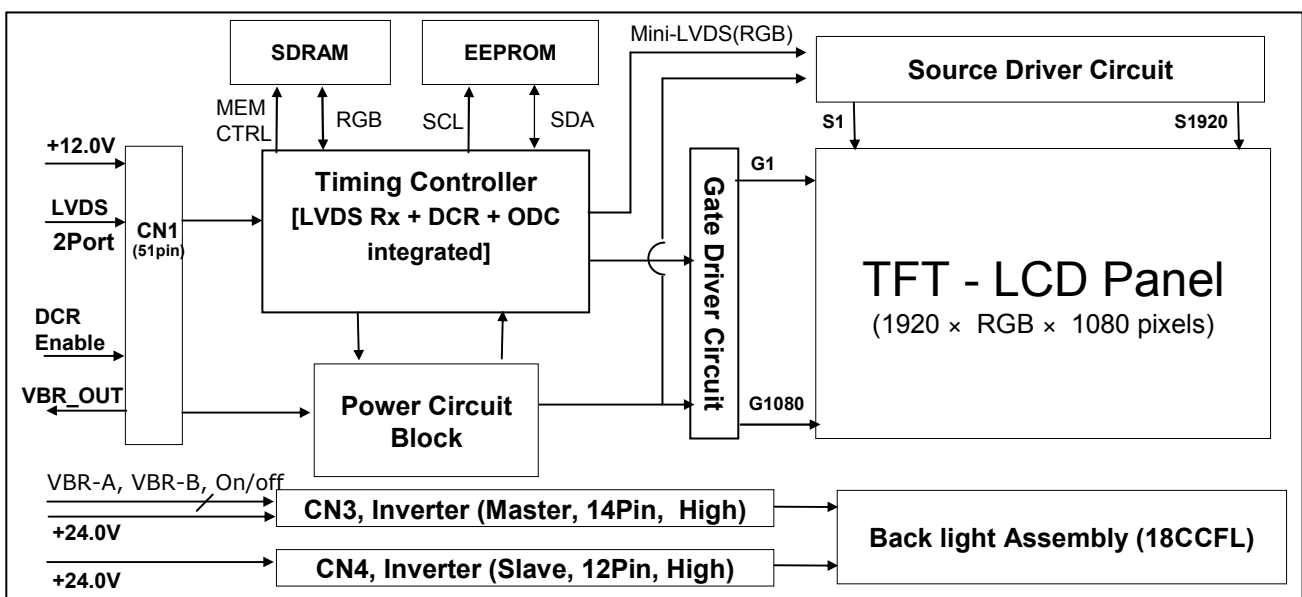 SDRAM
EEPROM
Mini-LVDS(RGB)
Source Driver Circuit
MEM
CTRL
RGB
SCL
SDA
S1
S1920
+12.0V
LVDS
2Port
CN1
(51pin)
Timing Controller
[LVDS Rx + DCR + ODC
integrated]
Gate Driver Circuit
G1
G1080
TFT - LCD Panel
(1920 × RGB × 1080 pixels)
DCR
Enable
VBR_OUT
Power Circuit
Block
VBR-A, VBR-B, On/off
+24.0V
CN3, Inverter (Master, 14Pin, High)
Back light Assembly (18CCFL)
CN4, Inverter (Slave, 12Pin, High)
+24.0V